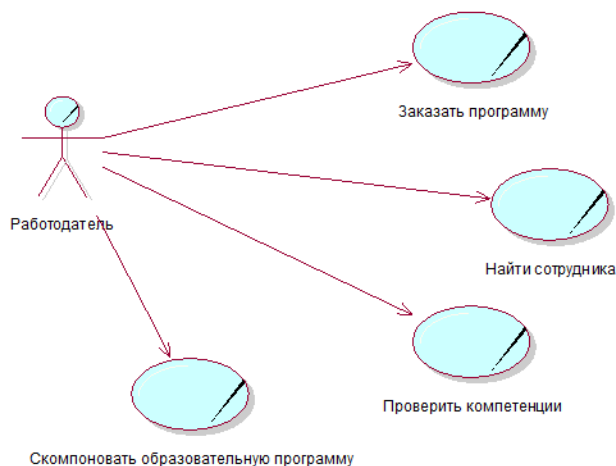 Заказать программу
Работодатель
Найти сотрудника
Проверить компетенции
Скомпоновать образовательную программу